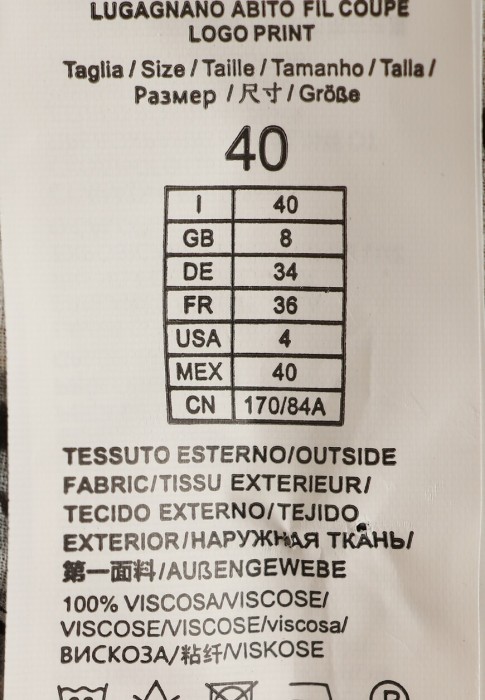 LUGAGNANO ABITO FIL COUPE
LOGO PRINT
Taglia / Size / Taille / Tamanho / Talla /
Размер / 尺寸 / Größe
40
I 40
GB 8
DE 34
FR 36
USA 4
MEX 40
CN 170/84A
TESSUTO ESTERNO/OUTSIDE
FABRIC/TISSU EXTERIEUR/
TECIDO EXTERNO/TEJIDO
EXTERIOR/НАРУЖНАЯ ТКАНЬ/
第一面料/AUßENGEWEBE
100% VISCOSA/VISCOSE/
VISCOSE/VISCOSE/viscosa/
ВИСКОЗА/粘纤/VISKOSE
P